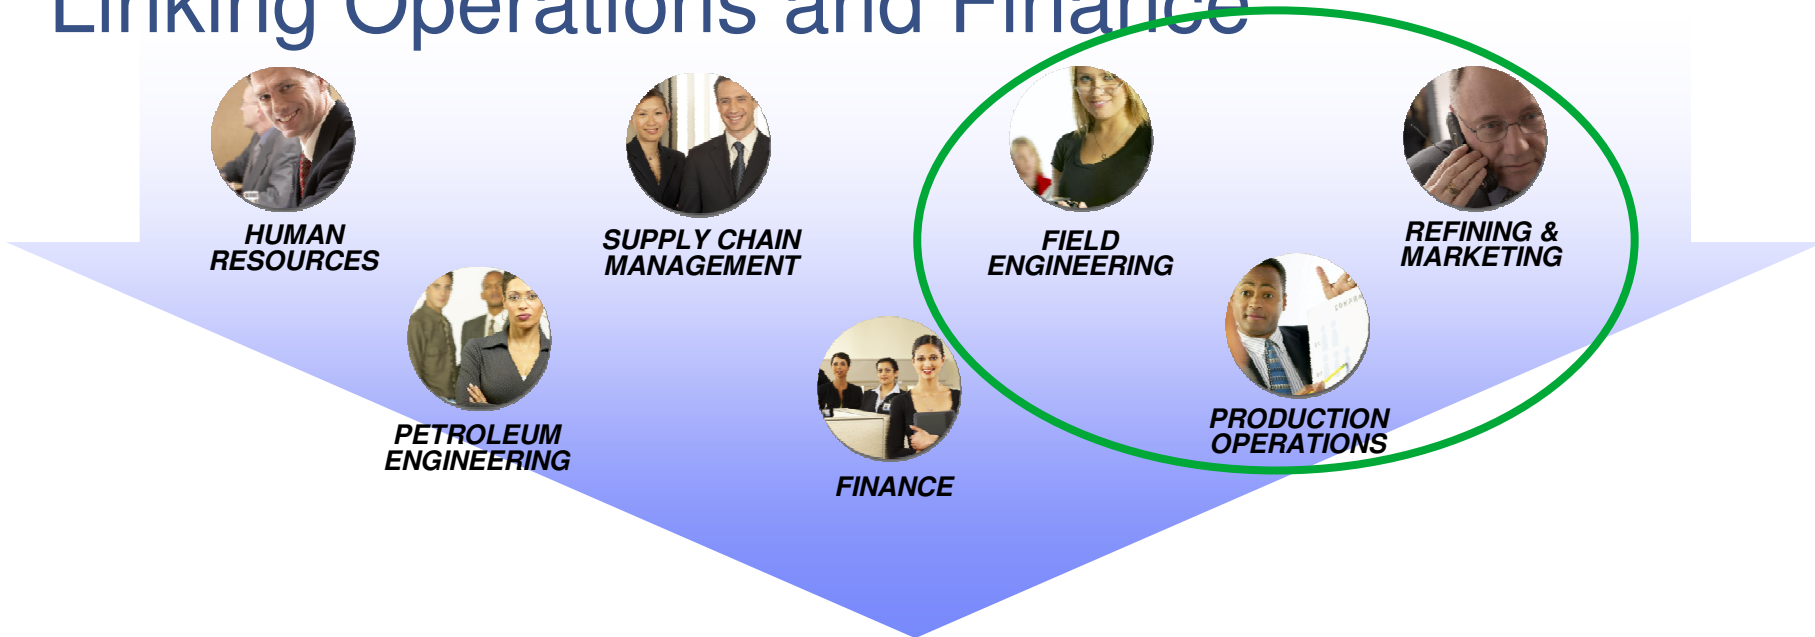 Linking Operations and Finance
HUMAN
RESOURCES
SUPPLY CHAIN
MANAGEMENT
FIELD
ENGINEERING
REFINING &
MARKETING
PETROLEUM
ENGINEERING
FINANCE
PRODUCTION
OPERATIONS